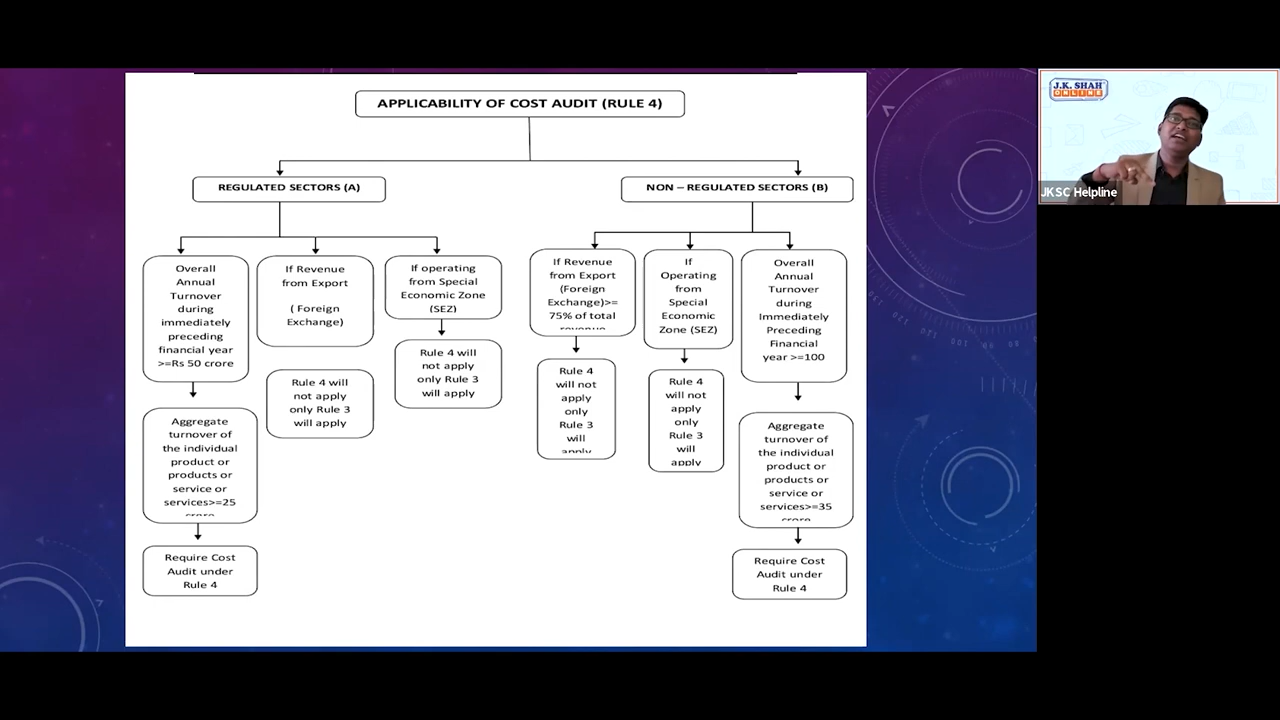 APPLICABILITY OF COST AUDIT (RULE 4)
REGULATED SECTORS (A)
NON – REGULATED SECTORS (B)
Overall
Annual
Turnover
during
immediately
preceding
financial year
>=Rs 50 crore
If Revenue
from Export
( Foreign
Exchange)
If operating
from Special
Economic Zone
(SEZ)
If Revenue
from Export
(Foreign
Exchange)>=
75% of total
revenue
If
Operating
from
Special
Economic
Zone (SEZ)
Overall
Annual
Turnover
during
Immediately
Preceding
Financial
year >=100
Rule 4 will
not apply
only Rule 3
will apply
Rule 4 will
not apply
only Rule 3
will apply
Rule 4
will not
apply
only
Rule 3
will
apply
Rule 4
will not
apply
only
Rule 3
will
apply
Aggregate
turnover of
the individual
product or
products or
service or
services>=25
crore
Aggregate
turnover of
the individual
product or
products or
service or
services>=35
crore
Require Cost
Audit under
Rule 4
Require Cost
Audit under
Rule 4
J.K. SHAH
ONLINE
JKSC Helpline